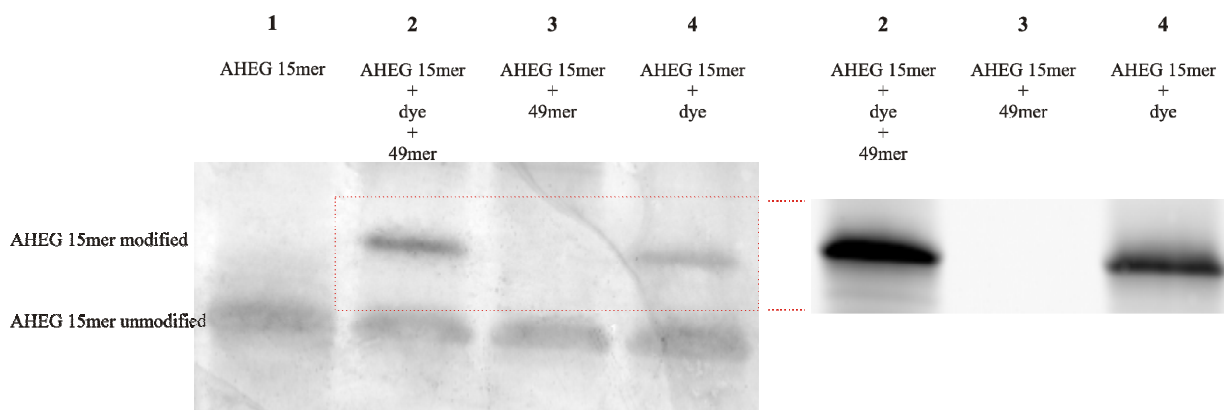 1 2 3 4 2 3 4
AHEG 15mer AHEG 15mer AHEG 15mer AHEG 15mer AHEG 15mer AHEG 15mer AHEG 15mer
+ + + + + +
dye 49mer dye dye 49mer dye
+ +
49mer 49mer
AHEG 15mer modified
AHEG 15mer unmodified